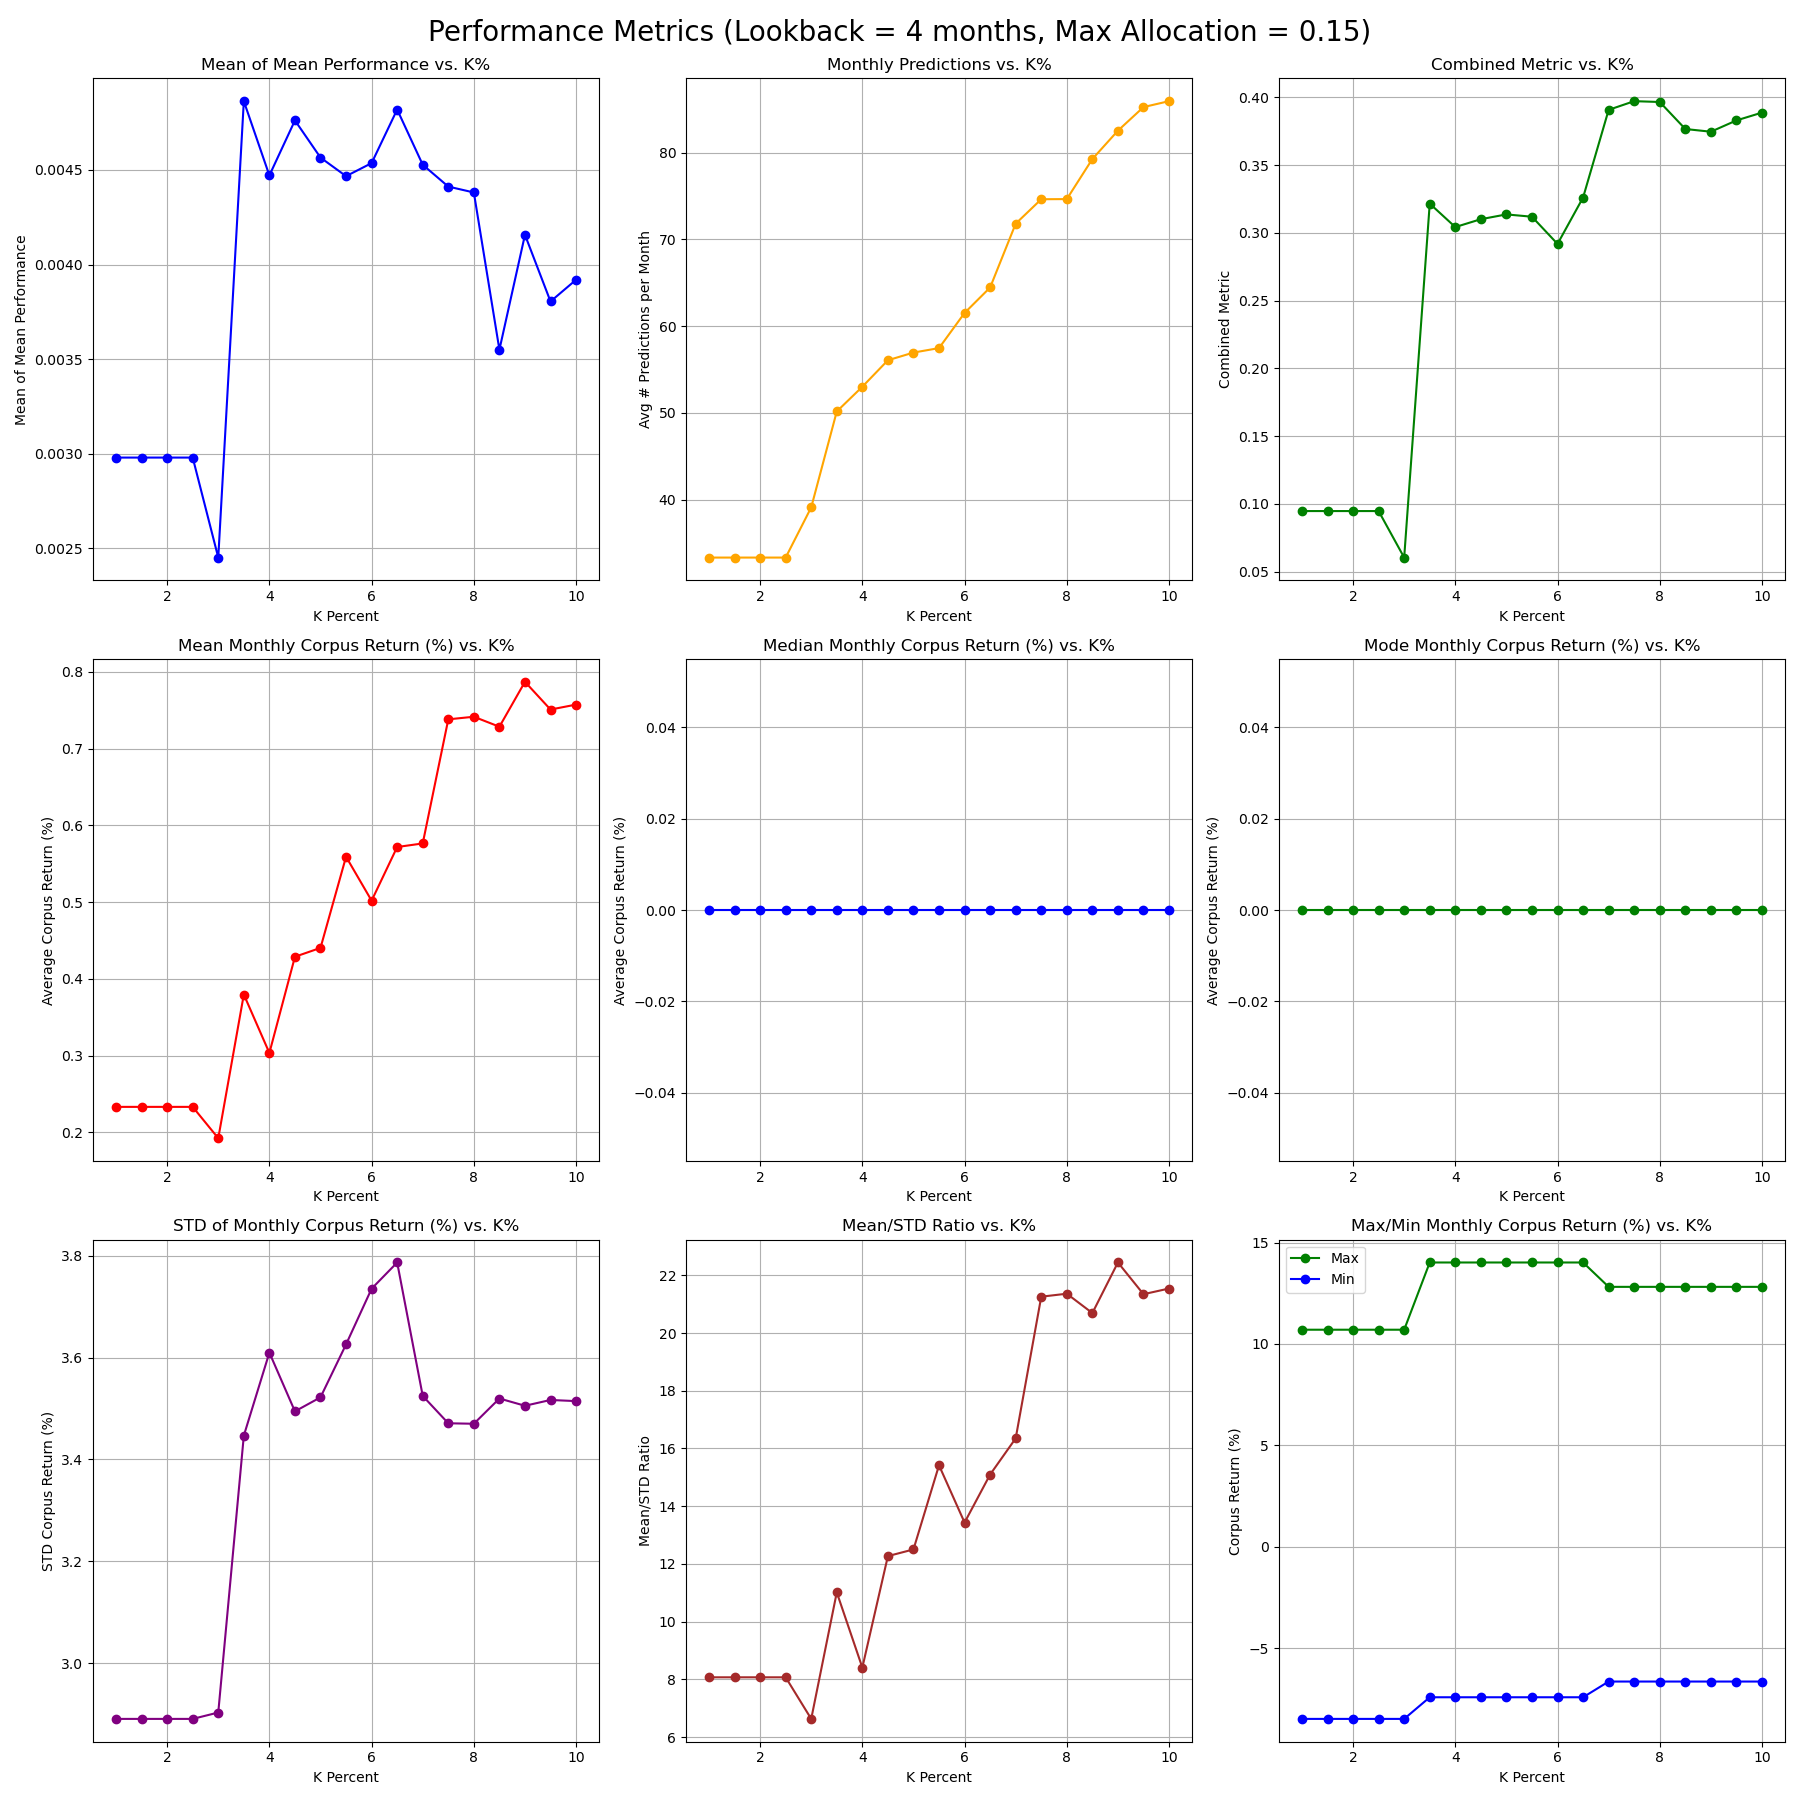 Performance Metrics (Lookback = 4 months, Max Allocation = 0.15)
Mean of Mean Performance vs. K%
Mean of Mean Performance
0.0045
0.0040
0.0035
0.0030
0.0025
2 4 6 8 10
K Percent
Monthly Predictions vs. K%
Avg # Predictions per Month
80
70
60
50
40
2 4 6 8 10
K Percent
Combined Metric vs. K%
Combined Metric
0.40
0.35
0.30
0.25
0.20
0.15
0.10
0.05
2 4 6 8 10
K Percent
Mean Monthly Corpus Return (%) vs. K%
Average Corpus Return (%)
0.8
0.7
0.6
0.5
0.4
0.3
0.2
2 4 6 8 10
K Percent
Median Monthly Corpus Return (%) vs. K%
Average Corpus Return (%)
0.04
0.02
0.00
−0.02
−0.04
2 4 6 8 10
K Percent
Mode Monthly Corpus Return (%) vs. K%
Average Corpus Return (%)
0.04
0.02
0.00
−0.02
−0.04
2 4 6 8 10
K Percent
STD of Monthly Corpus Return (%) vs. K%
STD Corpus Return (%)
3.8
3.6
3.4
3.2
3.0
2 4 6 8 10
K Percent
Mean/STD Ratio vs. K%
Mean/STD Ratio
22
20
18
16
14
12
10
8
6
2 4 6 8 10
K Percent
Max/Min Monthly Corpus Return (%) vs. K%
Corpus Return (%)
Max
Min
15
10
5
0
−5
2 4 6 8 10
K Percent